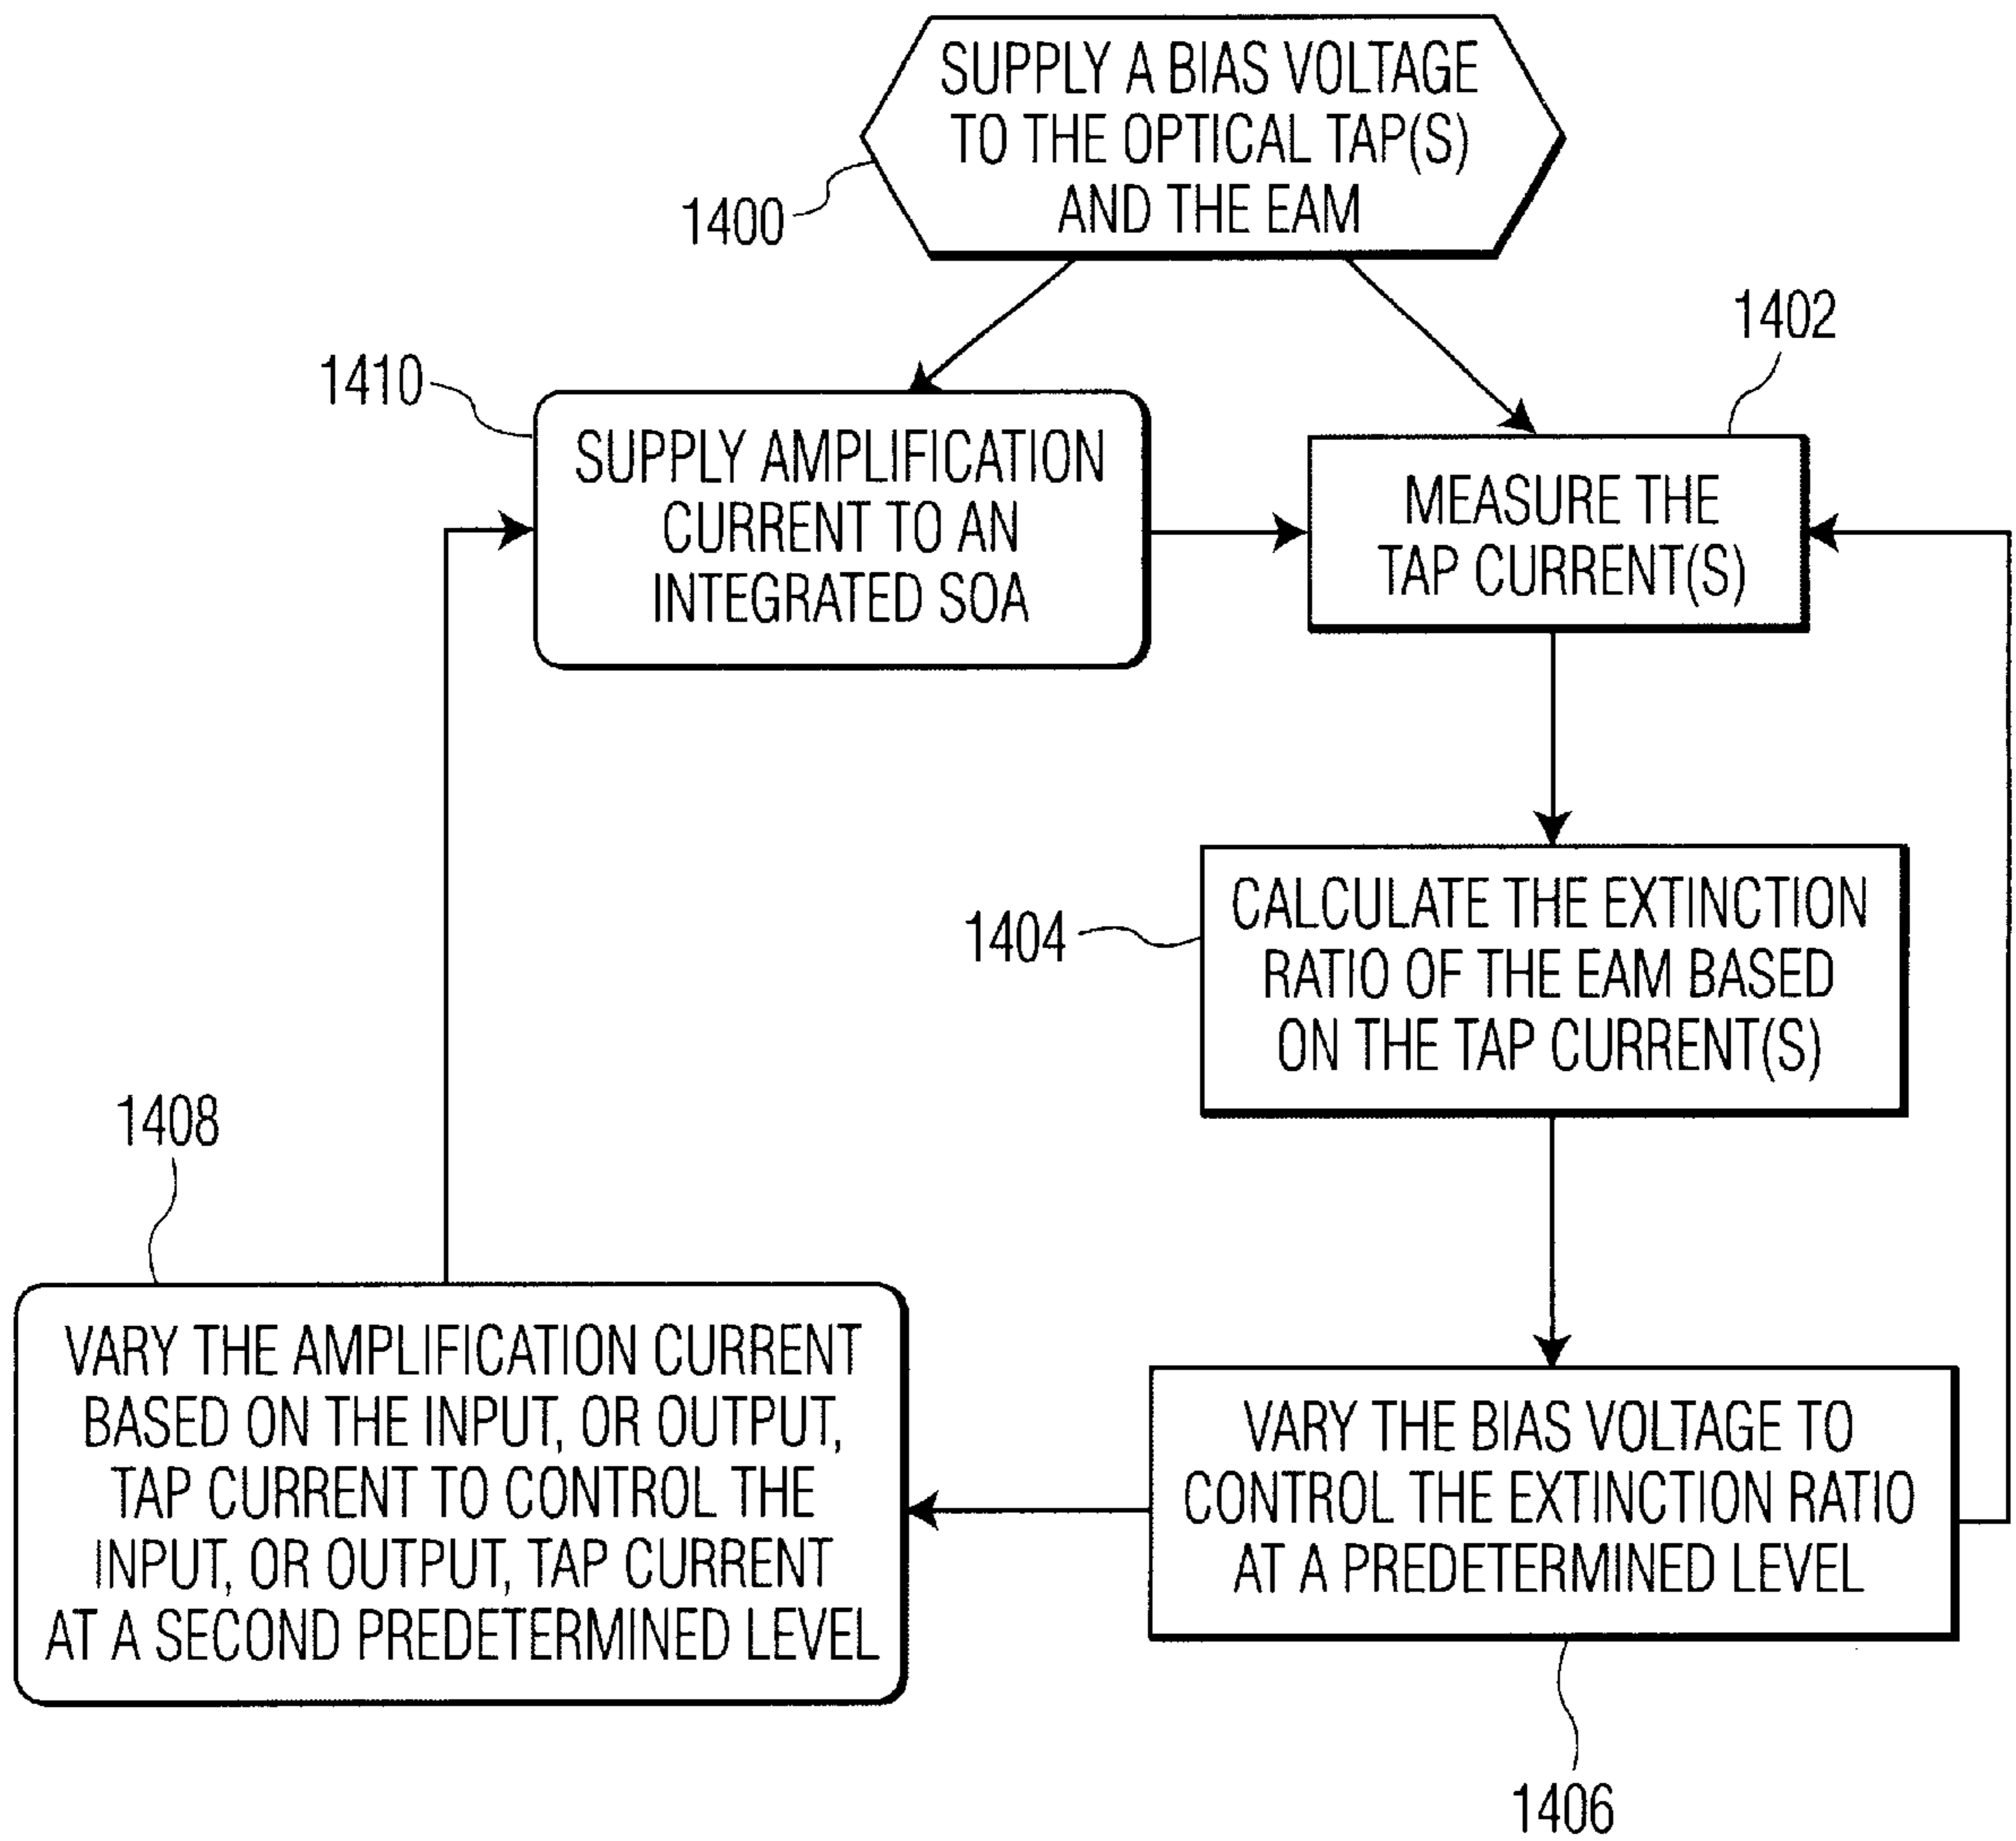 SUPPLY A BIAS VOLTAGE
TO THE OPTICAL TAP(S)
AND THE EAM
1400
1402
1410
SUPPLY AMPLIFICATION
CURRENT TO AN
INTEGRATED SOA
MEASURE THE
TAP CURRENT(S)
CALCULATE THE EXTINCTION
RATIO OF THE EAM BASED
ON THE TAP CURRENT(S)
1404
1408
VARY THE AMPLIFICATION CURRENT
BASED ON THE INPUT, OR OUTPUT,
TAP CURRENT TO CONTROL THE
INPUT, OR OUTPUT, TAP CURRENT
AT A SECOND PREDETERMINED LEVEL
VARY THE BIAS VOLTAGE TO
CONTROL THE EXTINCTION RATIO
AT A PREDETERMINED LEVEL
1406